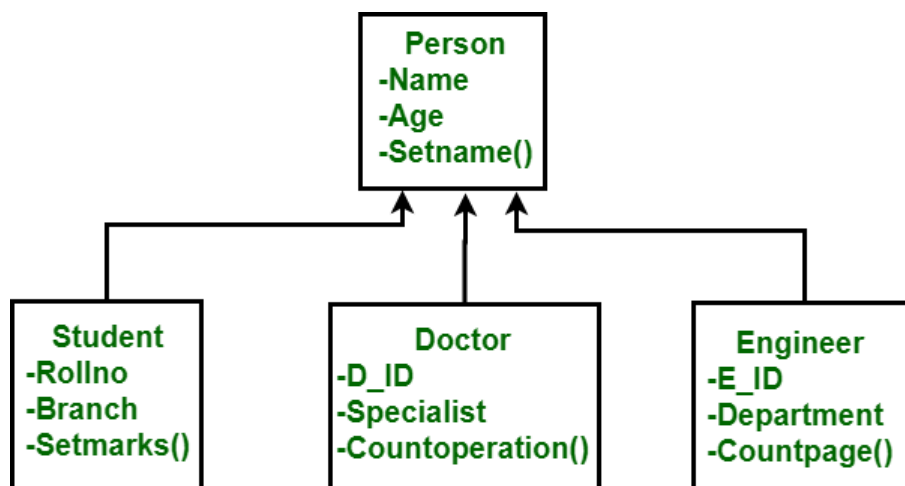 Person
-Name
-Age
-Setname()
Student
-Rollno
-Branch
-Setmarks()
Doctor
-D_ID
-Specialist
-Countoperation()
Engineer
-E_ID
-Department
-Countpage()